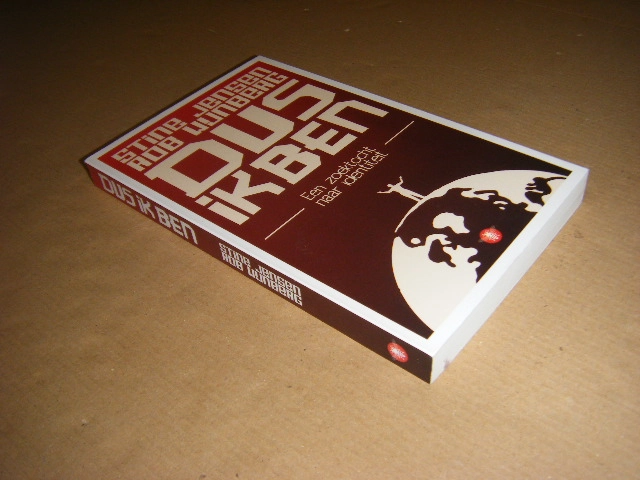 STINE JENSEN
ROB WIJNBERG
DUS
iK BEN
Een zoektocht
naar identiteit
DUS iK BEN
STINE JENSEN
ROB WIJNBERG